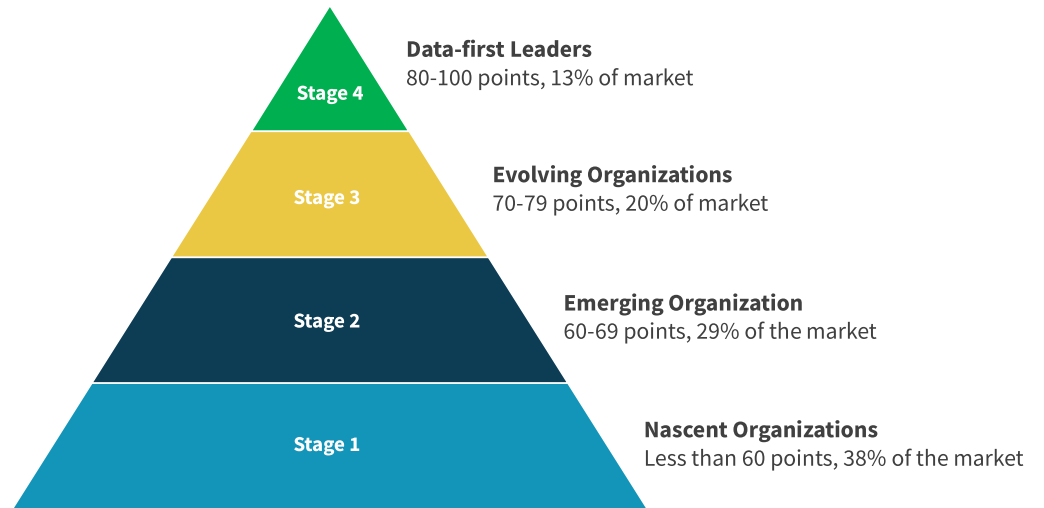 Data-first Leaders
80-100 points, 13% of market
Stage 4
Evolving Organizations
70-79 points, 20% of market
Stage 3
Emerging Organization
60-69 points, 29% of the market
Stage 2
Nascent Organizations
Less than 60 points, 38% of the market
Stage 1